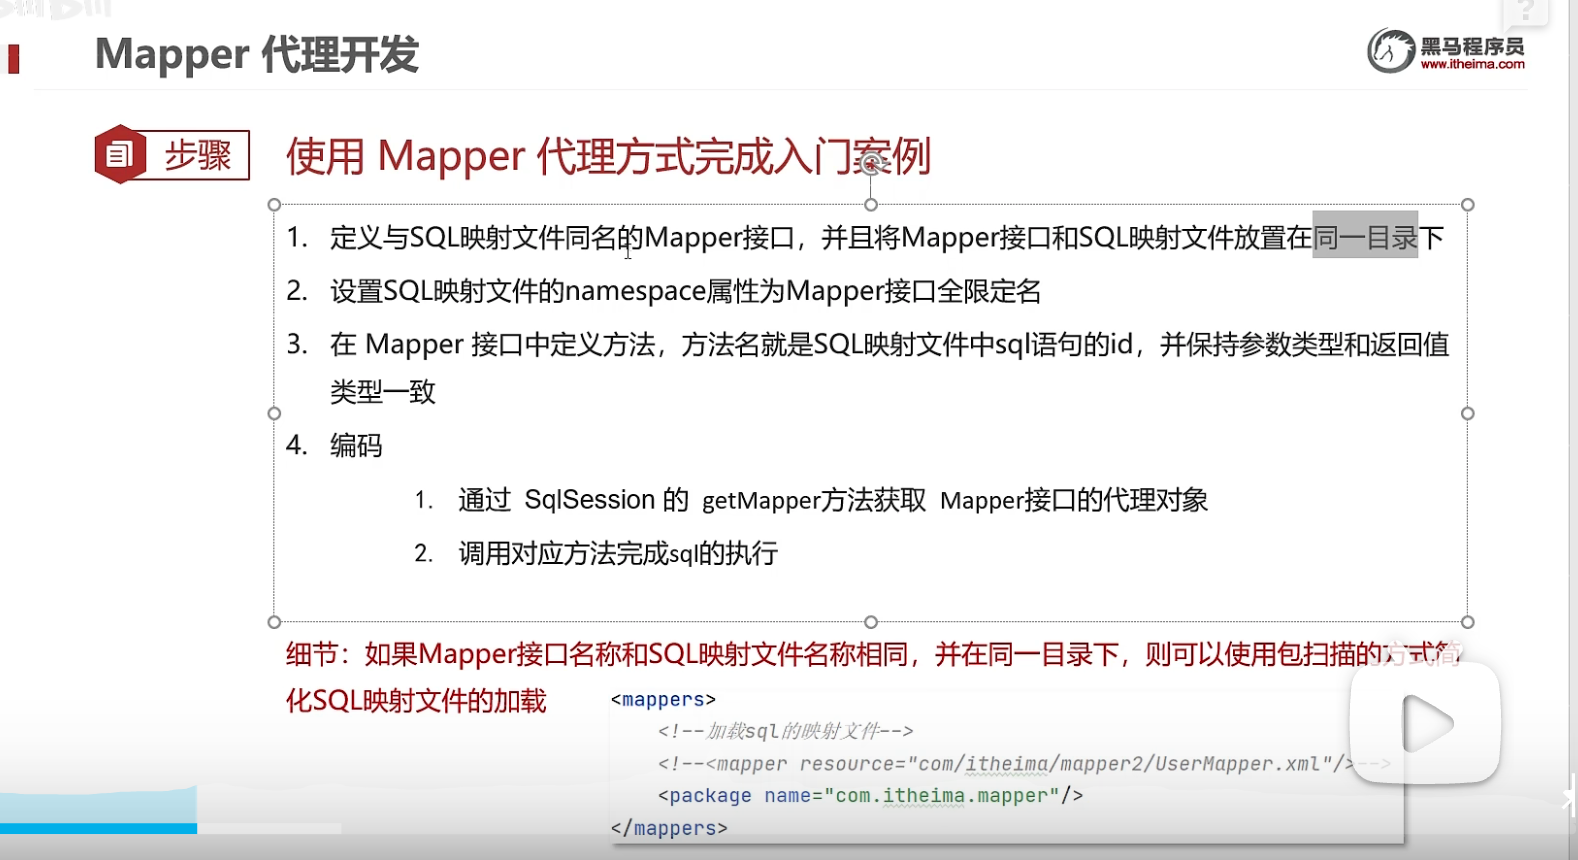 Mapper 代理开发
黑马程序员
www.itheima.com
步骤
使用 Mapper 代理方式完成入门案例
1. 定义与SQL映射文件同名的Mapper接口，并且将Mapper接口和SQL映射文件放置在同一目录下
2. 设置SQL映射文件的namespace属性为Mapper接口全限定名
3. 在 Mapper 接口中定义方法，方法名就是SQL映射文件中sql语句的id，并保持参数类型和返回值
类型一致
4. 编码
1. 通过 SqlSession 的 getMapper方法获取 Mapper接口的代理对象
2. 调用对应方法完成sql的执行
细节：如果Mapper接口名称和SQL映射文件名称相同，并在同一目录下，则可以使用包扫描的方式简
化SQL映射文件的加载
<mappers>
<!--加载sql的映射文件-->
<!--<mapper resource="com/itheima/mapper2/UserMapper.xml"/>-->
<package name="com.itheima.mapper"/>
</mappers>